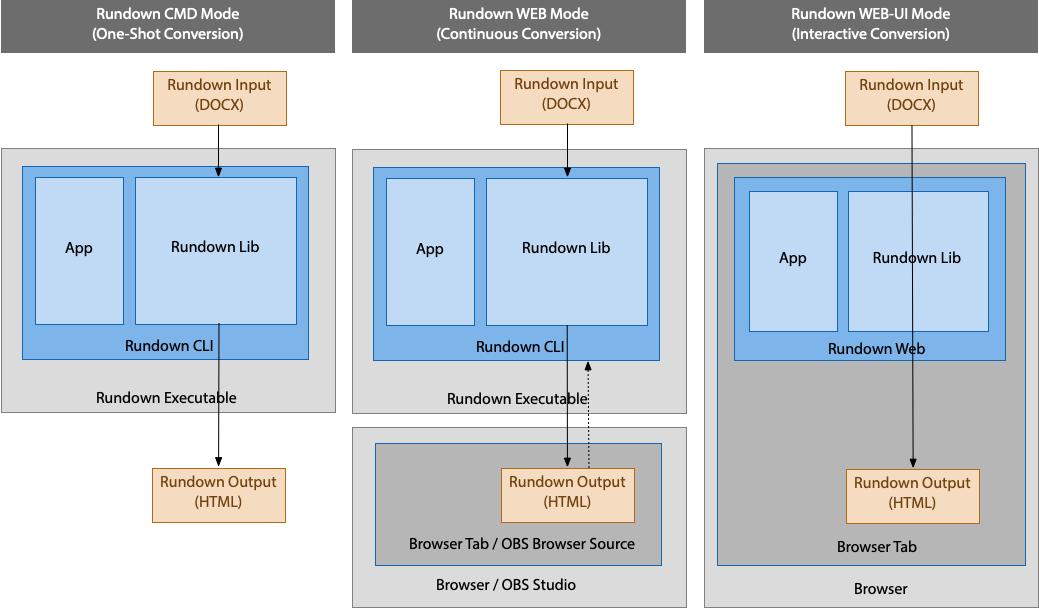 Rundown CMD Mode
(One-Shot Conversion)
Rundown Input
(DOCX)
App
Rundown Lib
Rundown CLI
Rundown Executable
Rundown Output
(HTML)
Rundown WEB Mode
(Continuous Conversion)
Rundown Input
(DOCX)
App
Rundown Lib
Rundown CLI
Rundown Executable
Rundown Output
(HTML)
Browser Tab / OBS Browser Source
Browser / OBS Studio
Rundown WEB-UI Mode
(Interactive Conversion)
Rundown Input
(DOCX)
App
Rundown Lib
Rundown Web
Rundown Output
(HTML)
Browser Tab
Browser